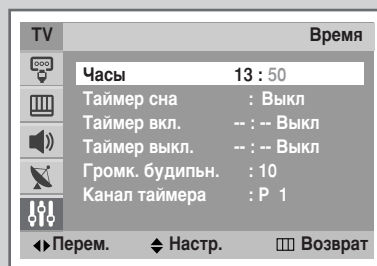 TV Время
Часы 13 : 50
Таймер сна : Выкл
Таймер вкл. -- : -- Выкл
Таймер выкл. -- : -- Выкл
Громк. будипьн. : 10
Канал таймера : P 1
Перем. Настр. Возврат